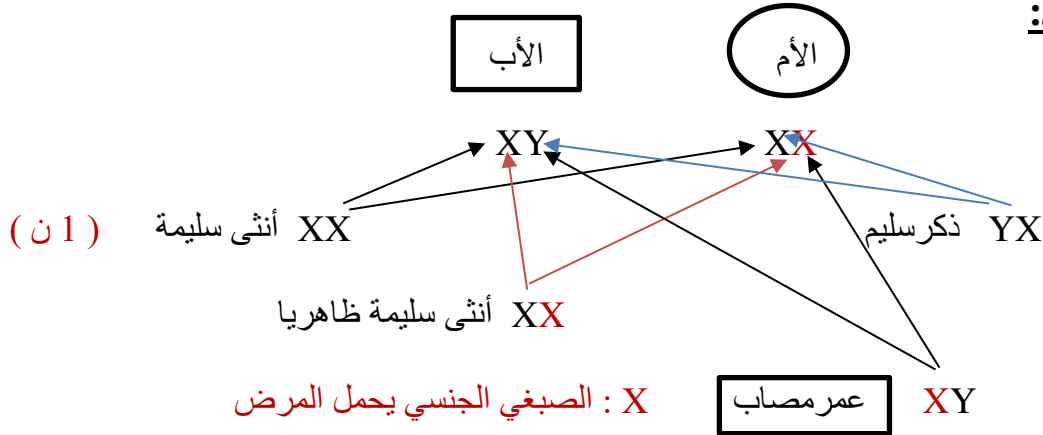 :
الأم الأب
XY XX
YX ذكرسليم XX أنثى سليمة ( 1 ن )
XX أنثى سليمة ظاهريا
XY عمرمصاب X : الصبغي الجنسي يحمل المرض